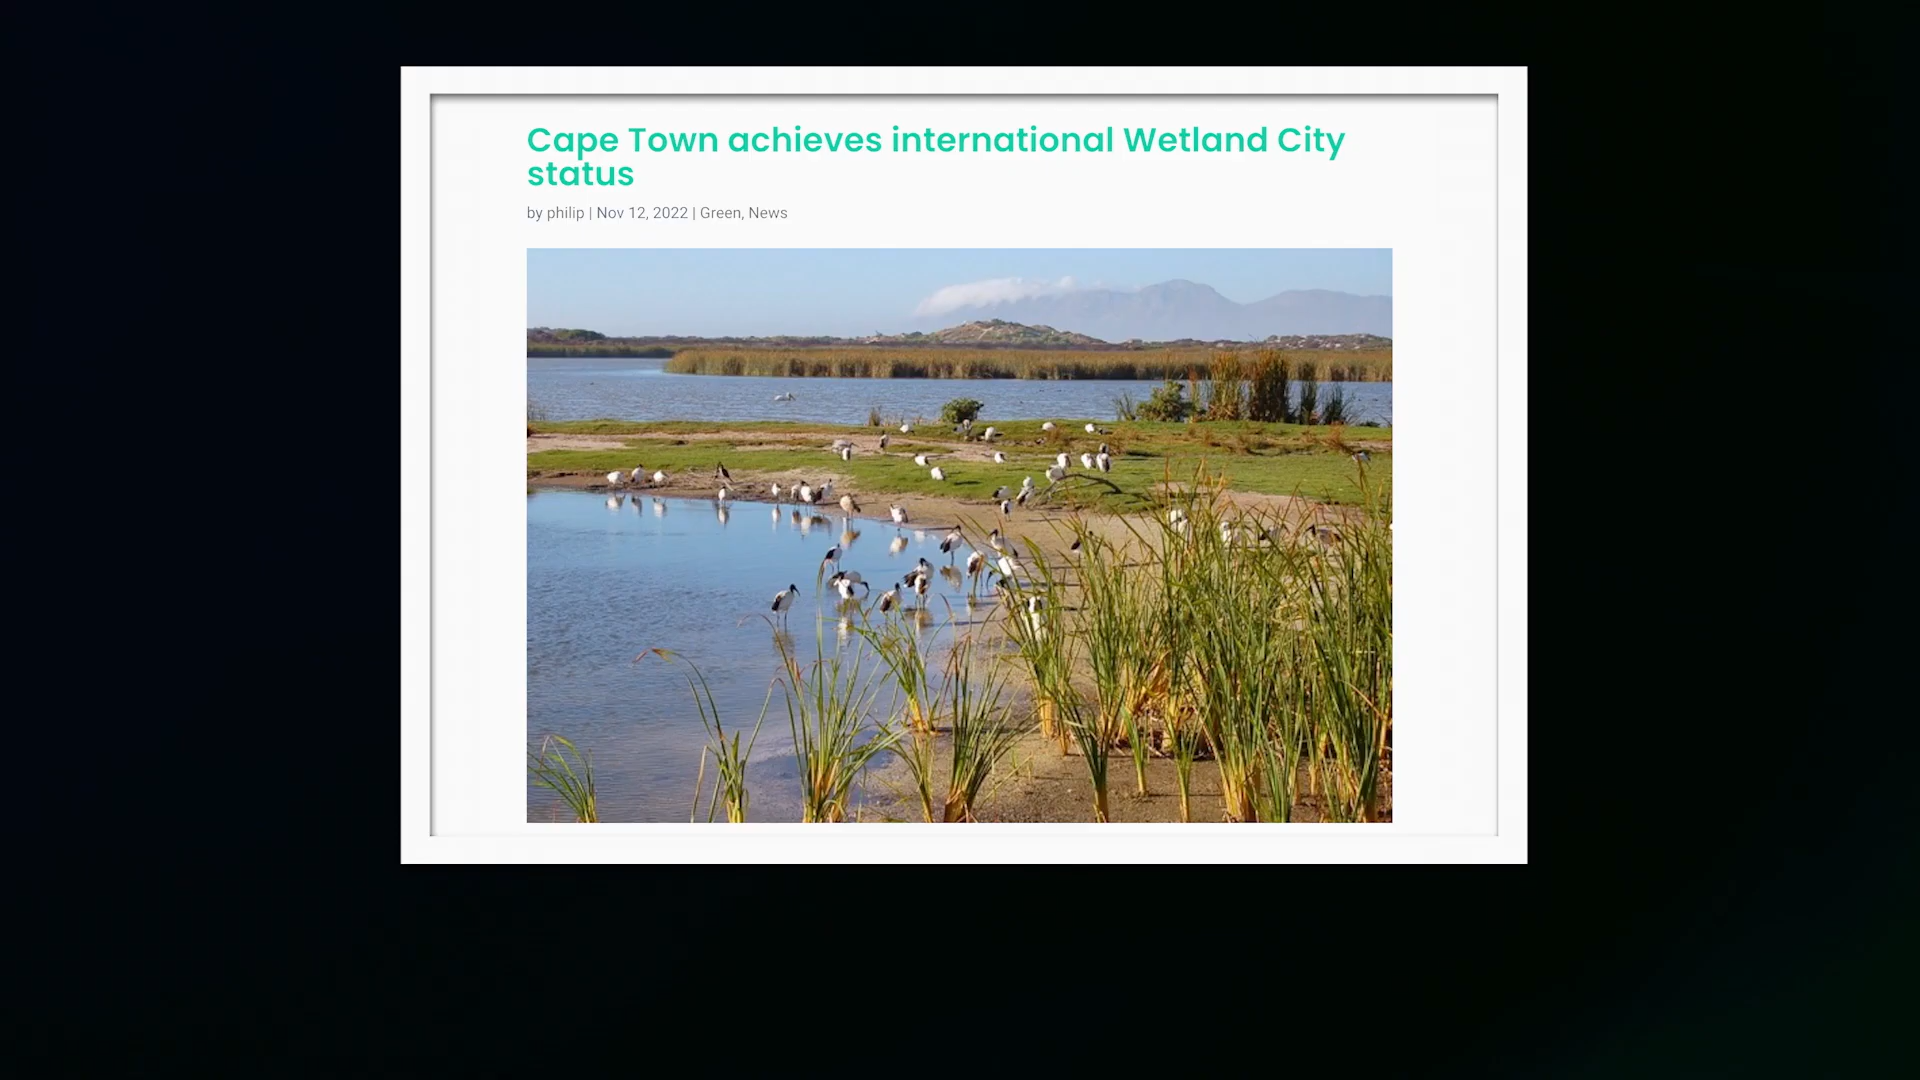 Cape Town achieves international Wetland City
status
by philip | Nov 12, 2022 | Green, News